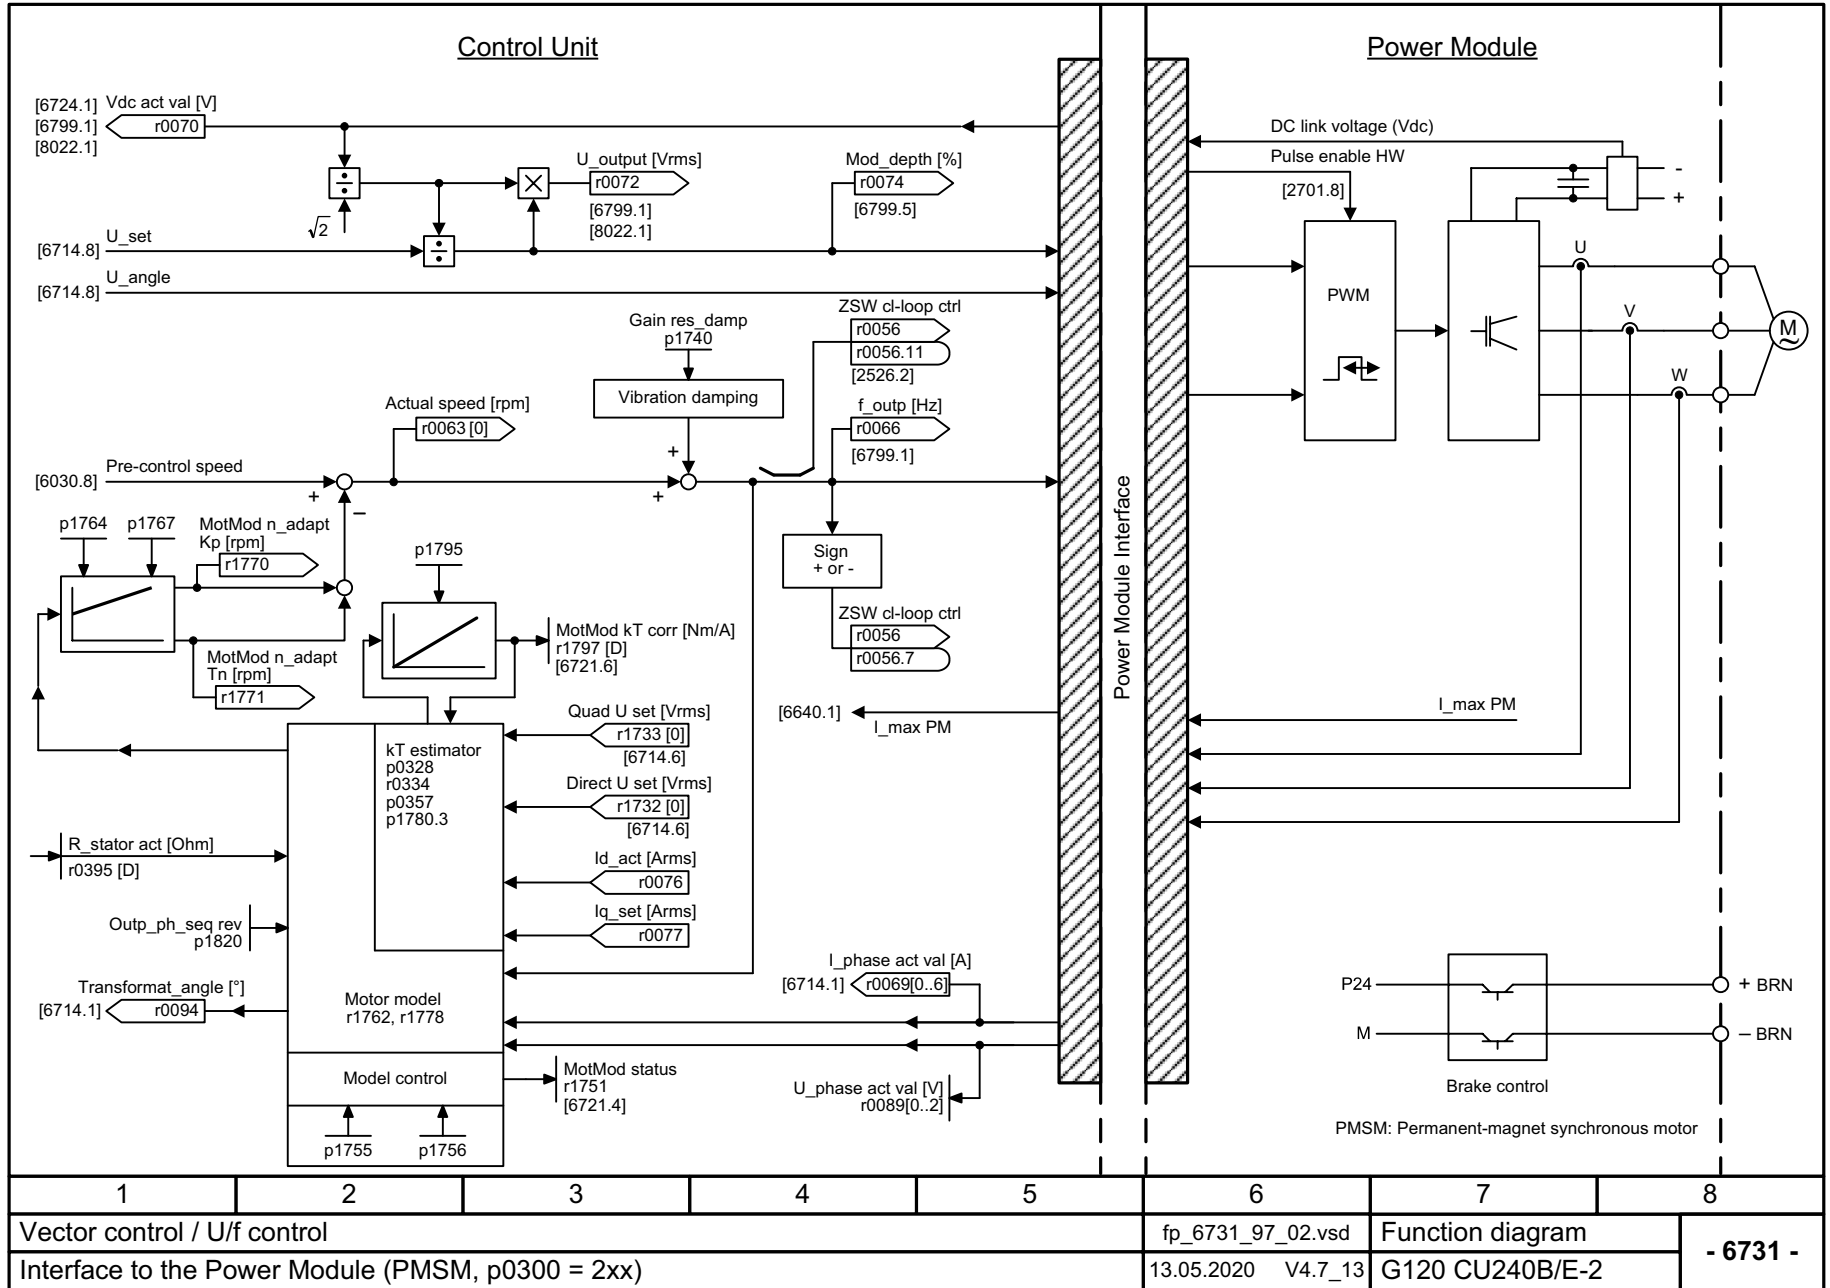 Control Unit
Power Module
[6724.1] Vdc act val [V]
[6799.1] r0070
[8022.1]
DC link voltage (Vdc)
Pulse enable HW
[2701.8]
-
+
÷
√2
×
U_output [Vrms]
r0072
[6799.1]
[8022.1]
Mod_depth [%]
r0074
[6799.5]
[6714.8] U_set
÷
[6714.8] U_angle
PWM
U
V
W
M
~
Gain res_damp
p1740
Vibration damping
ZSW cl-loop ctrl
r0056
r0056.11
[2526.2]
Actual speed [rpm]
r0063 [0]
f_outp [Hz]
r0066
[6799.1]
[6030.8] Pre-control speed
+
–
+
+
Power Module Interface
p1764 p1767
MotMod n_adapt
Kp [rpm]
r1770
p1795
Sign
+ or -
ZSW cl-loop ctrl
r0056
r0056.7
MotMod n_adapt
Tn [rpm]
r1771
MotMod kT corr [Nm/A]
r1797 [D]
[6721.6]
[6640.1]
I_max PM
I_max PM
kT estimator
p0328
r0334
p0357
p1780.3
Quad U set [Vrms]
r1733 [0]
[6714.6]
Direct U set [Vrms]
r1732 [0]
[6714.6]
R_stator act [Ohm]
r0395 [D]
Id_act [Arms]
r0076
Outp_ph_seq rev
p1820
Iq_set [Arms]
r0077
Transformat_angle [°]
[6714.1] r0094
Motor model
r1762, r1778
I_phase act val [A]
[6714.1] r0069[0..6]
Model control
MotMod status
r1751
[6721.4]
U_phase act val [V]
r0089[0..2]
p1755 p1756
P24
+ BRN
M
– BRN
Brake control
PMSM: Permanent-magnet synchronous motor
1 2 3 4 5 6 7 8
Vector control / U/f control
fp_6731_97_02.vsd
Function diagram
- 6731 -
Interface to the Power Module (PMSM, p0300 = 2xx)
13.05.2020 V4.7_13
G120 CU240B/E-2